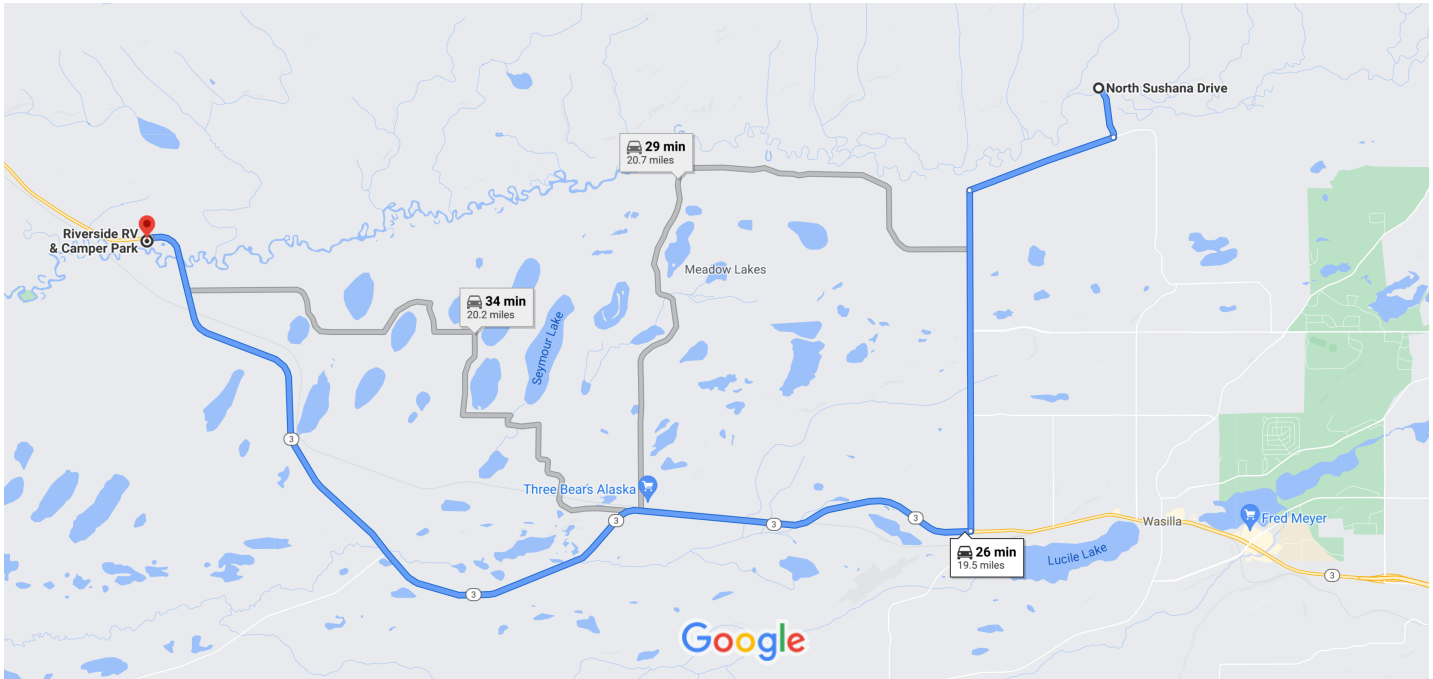 North Sushana Drive
29 min
20.7 miles
Riverside RV
& Camper Park
Meadow Lakes
34 min
20.2 miles
Seymour Lake
3
Three Bears Alaska
3
3
3
Wasilla
Fred Meyer
26 min
19.5 miles
Lucile Lake
3
3
Google